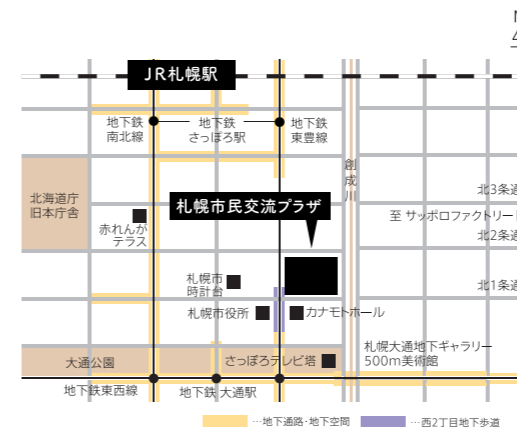 JR札幌駅
地下鉄
南北線
地下鉄
さっぽろ駅
地下鉄
東豊線
創成川
北海道庁
旧本庁舎
赤れんが
テラス
札幌市民交流プラザ
北3条通
至 サッポロファクトリー
北2条通
札幌市
時計台
北1条通
札幌市役所
カナモトホール
大通公園
さっぽろテレビ塔
札幌大通地下ギャラリー
500m美術館
地下鉄東西線
地下鉄 大通駅
…地下通路・地下空間
…西2丁目地下歩道